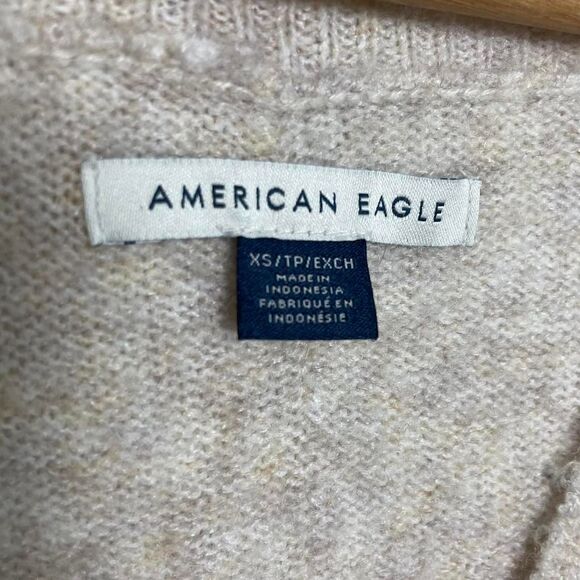 AMERICAN EAGLE
XS/TP/EXCH
MADE IN
INDONESIA
FABRIQUÉ EN
INDONÉSIE